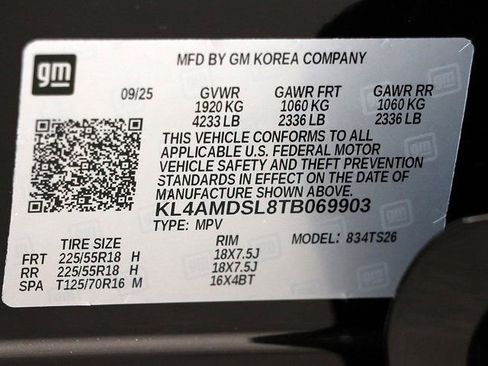 gm
MFD BY GM KOREA COMPANY
09/25 GVWR GAWR FRT GAWR RR
1920 KG 1060 KG 1060 KG
4233 LB 2336 LB 2336 LB
THIS VEHICLE CONFORMS TO ALL
APPLICABLE U.S. FEDERAL MOTOR
VEHICLE SAFETY AND THEFT PREVENTION
STANDARDS IN EFFECT ON THE DATE OF
MANUFACTURE SHOWN ABOVE.
KL4AMDSL8TB069903
TYPE: MPV
TIRE SIZE RIM MODEL: 834TS26
FRT 225/55R18 H 18X7.5J
RR 225/55R18 H 18X7.5J
SPA T125/70R16 M 16X4BT